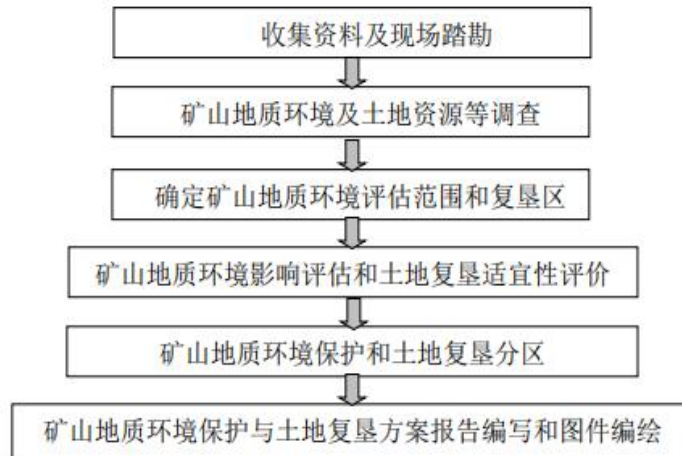 收集资料及现场踏勘
矿山地质环境及土地资源等调查
确定矿山地质环境评估范围和复垦区
矿山地质环境影响评估和土地复垦适宜性评价
矿山地质环境保护和土地复垦分区
矿山地质环境保护与土地复垦方案报告编写和图件编绘